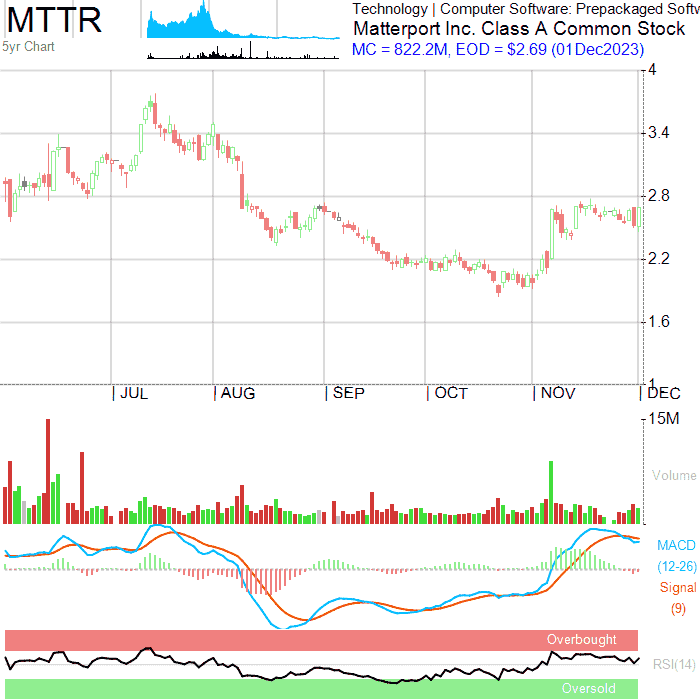 MTTR
5yr Chart
Technology | Computer Software: Prepackaged Softw
Matterport Inc. Class A Common Stock
MC = 822.2M, EOD = $2.69 (01Dec2023)
4
3.4
2.8
2.2
1.6
1
| JUL | AUG | SEP | OCT | NOV | DEC
15M
Volume
MACD
(12-26)
Signal
(9)
Overbought
RSI(14)
Oversold